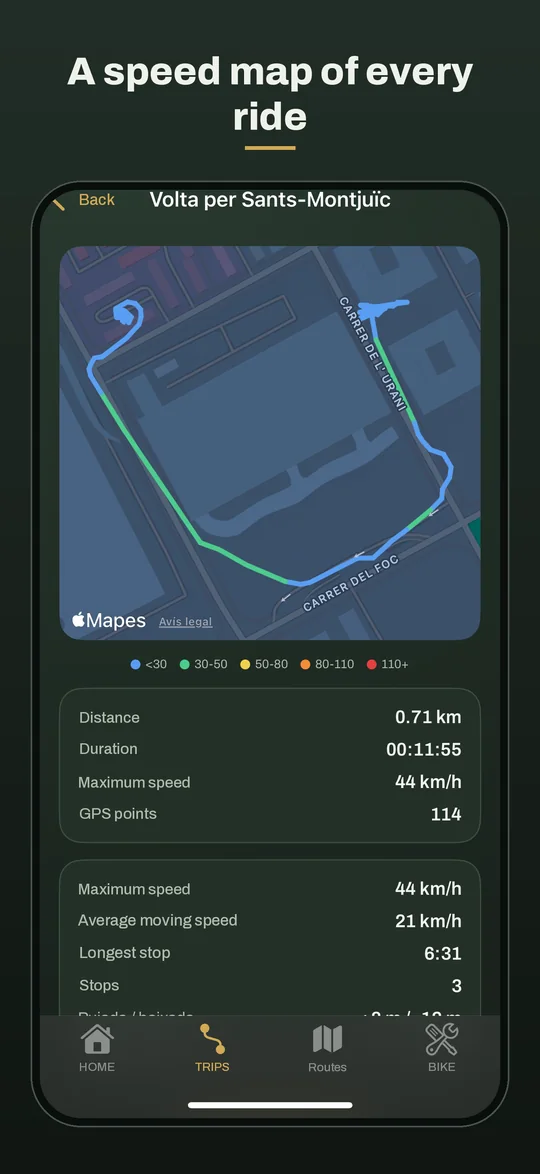 A speed map of every
ride
Back
Volta per Sants-Montjuïc
CARRER DE L' URANI
CARRER DEL FOC
Mapes
Avís legal
<30
30-50
50-80
80-110
110+
Distance
0.71 km
Duration
00:11:55
Maximum speed
44 km/h
GPS points
114
Maximum speed
44 km/h
Average moving speed
21 km/h
Longest stop
6:31
Stops
3
HOME
TRIPS
Routes
BIKE